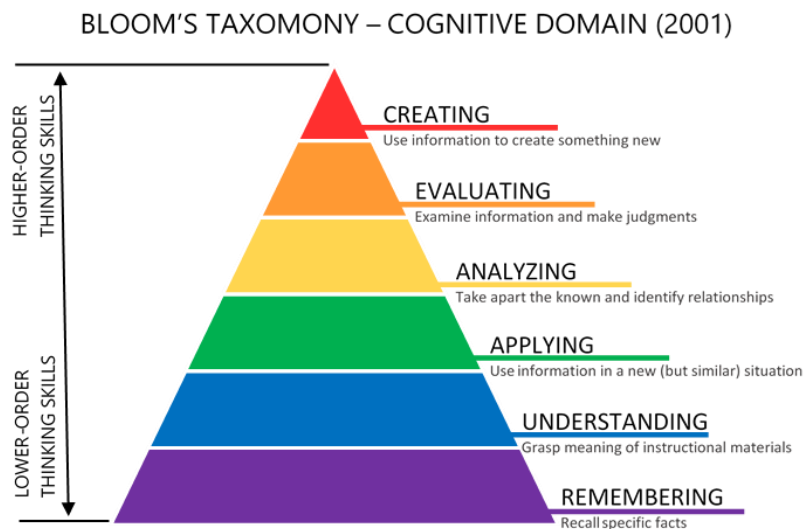 BLOOM'S TAXOMONY – COGNITIVE DOMAIN (2001)
HIGHER-ORDER
THINKING SKILLS
LOWER-ORDER
THINKING SKILLS
CREATING
Use information to create something new
EVALUATING
Examine information and make judgments
ANALYZING
Take apart the known and identify relationships
APPLYING
Use information in a new (but similar) situation
UNDERSTANDING
Grasp meaning of instructional materials
REMEMBERING
Recall specific facts